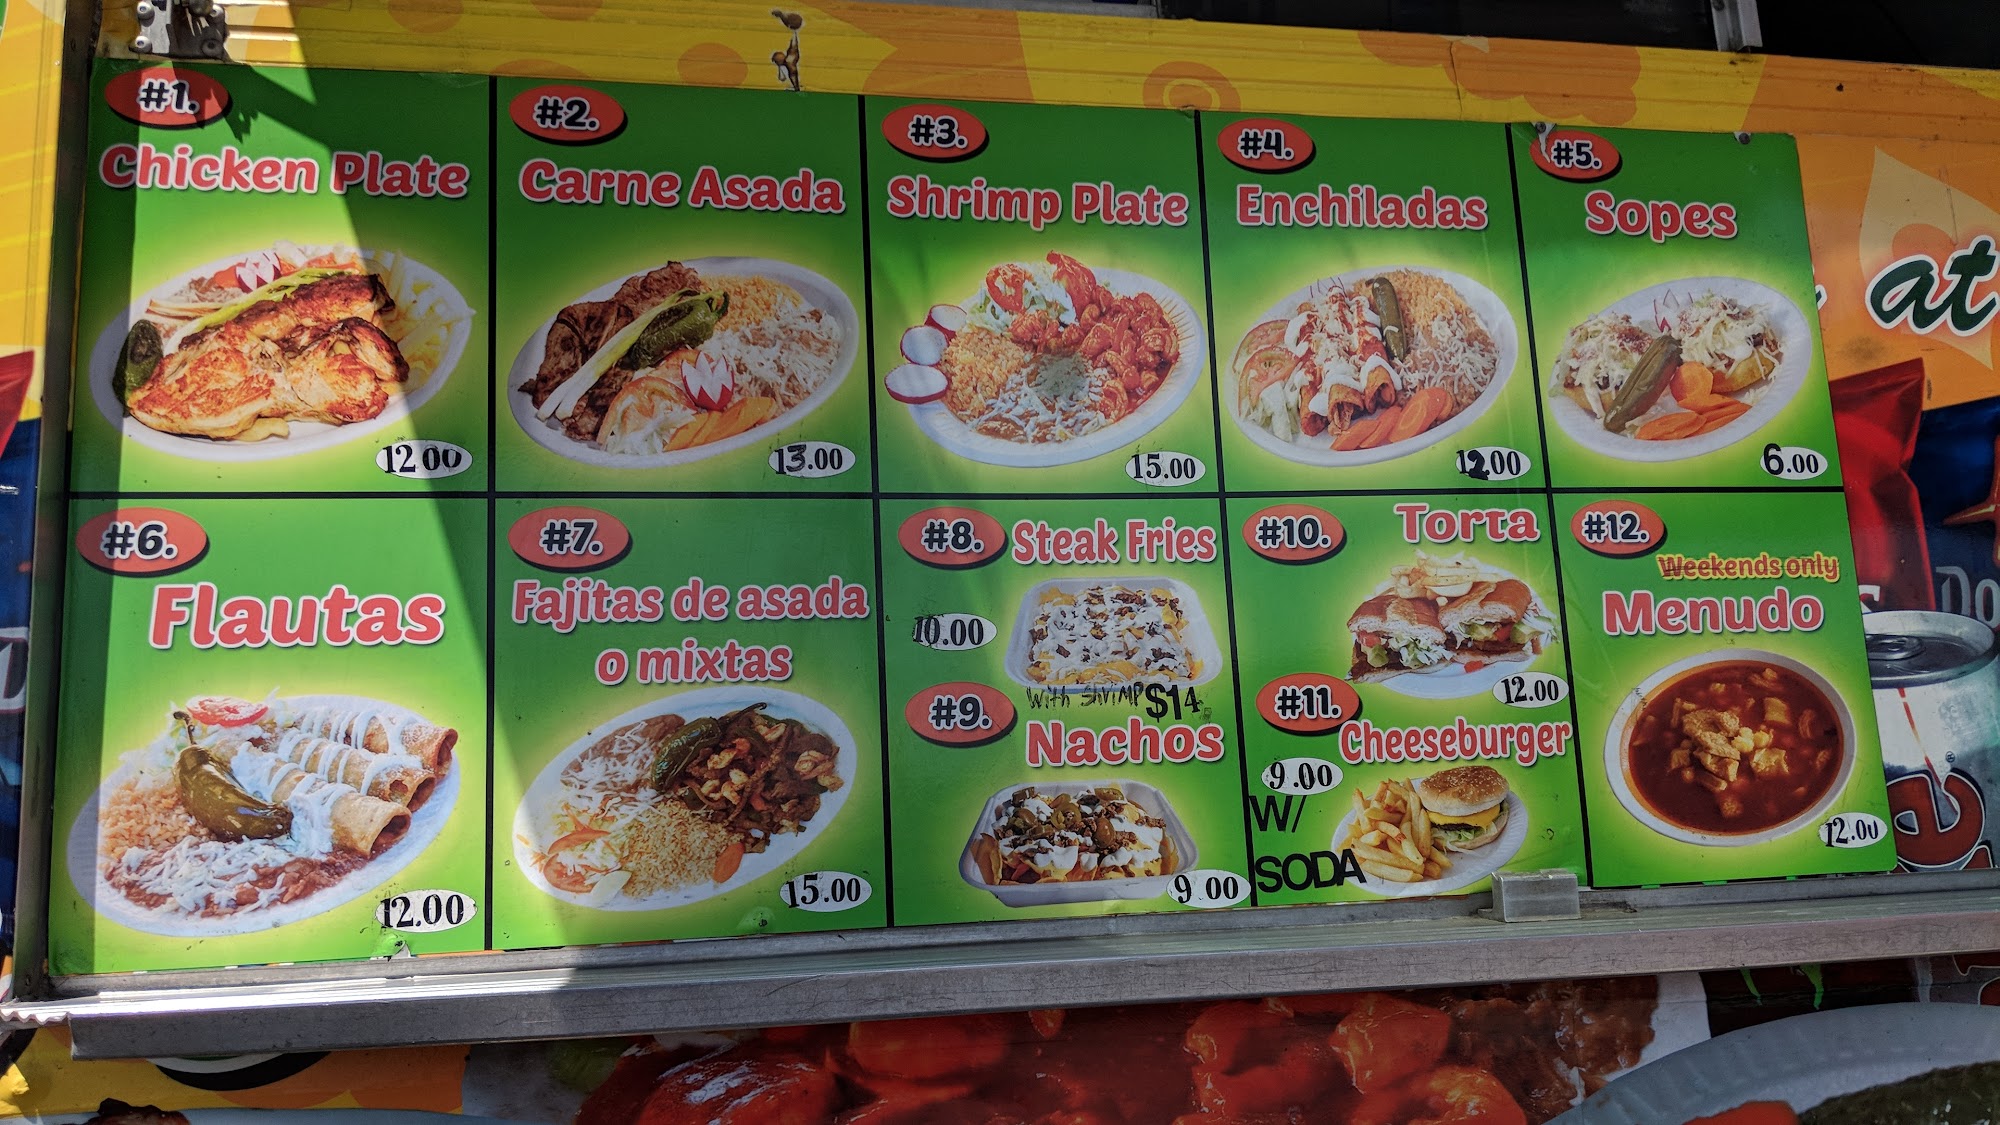 #1.
Chicken Plate
12.00
#2.
Carne Asada
13.00
#3.
Shrimp Plate
15.00
#4.
Enchiladas
12.00
#5.
Sopes
6.00
#6.
Flautas
12.00
#7.
Fajitas de asada
o mixtas
15.00
#8.
Steak Fries
10.00
With Shrimp $14
#9.
Nachos
9.00
#10.
Torta
12.00
#11.
Cheeseburger
9.00
W/
SODA
#12.
Weekends only
Menudo
12.00
at